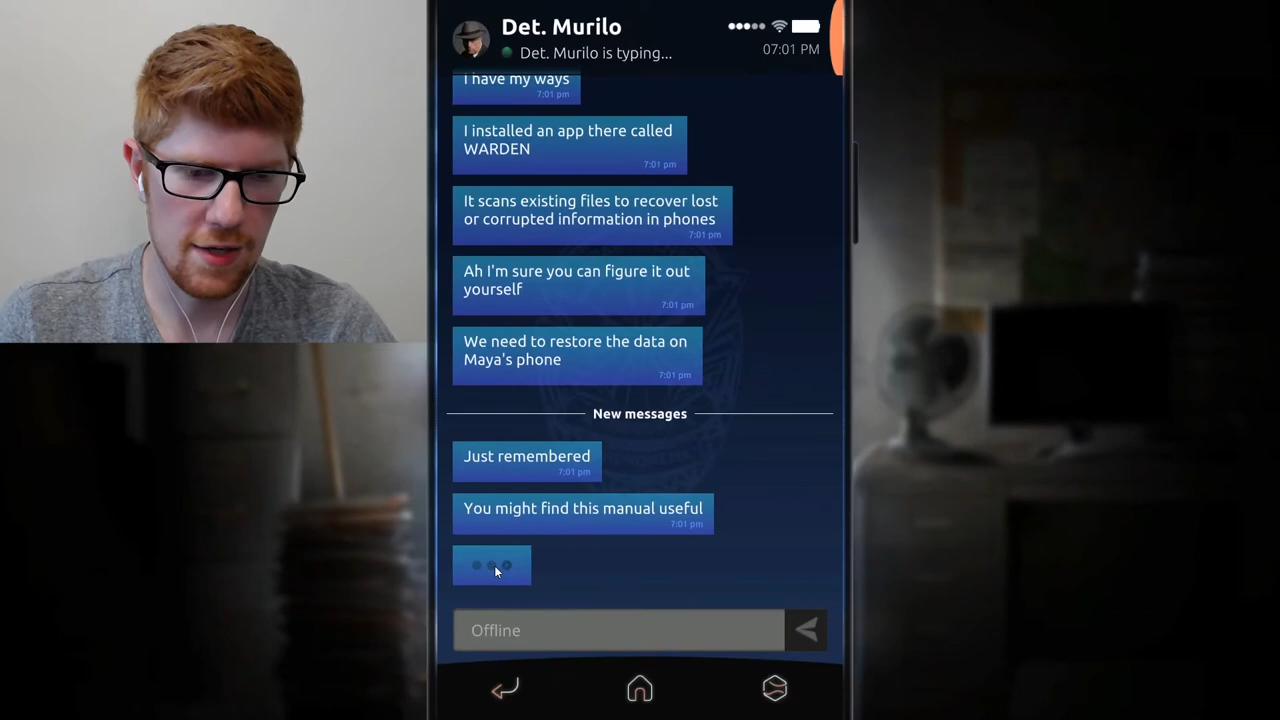 Det. Murilo
Det. Murilo is typing...
07:01 PM
I have my ways
7:01 pm
I installed an app there called
WARDEN
7:01 pm
It scans existing files to recover lost
or corrupted information in phones
7:01 pm
Ah I'm sure you can figure it out
yourself
7:01 pm
We need to restore the data on
Maya's phone
7:01 pm
New messages
Just remembered
7:01 pm
You might find this manual useful
7:01 pm
Offline